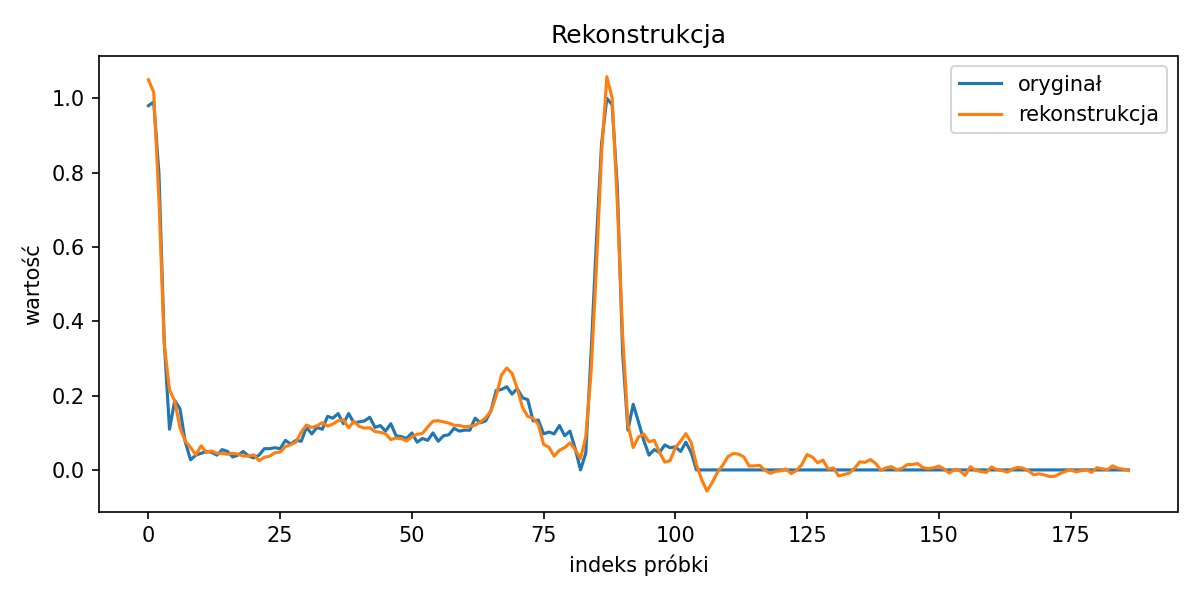 Rekonstrukcja
oryginał
rekonstrukcja
wartość
1.0
0.8
0.6
0.4
0.2
0.0
0 25 50 75 100 125 150 175
indeks próbki